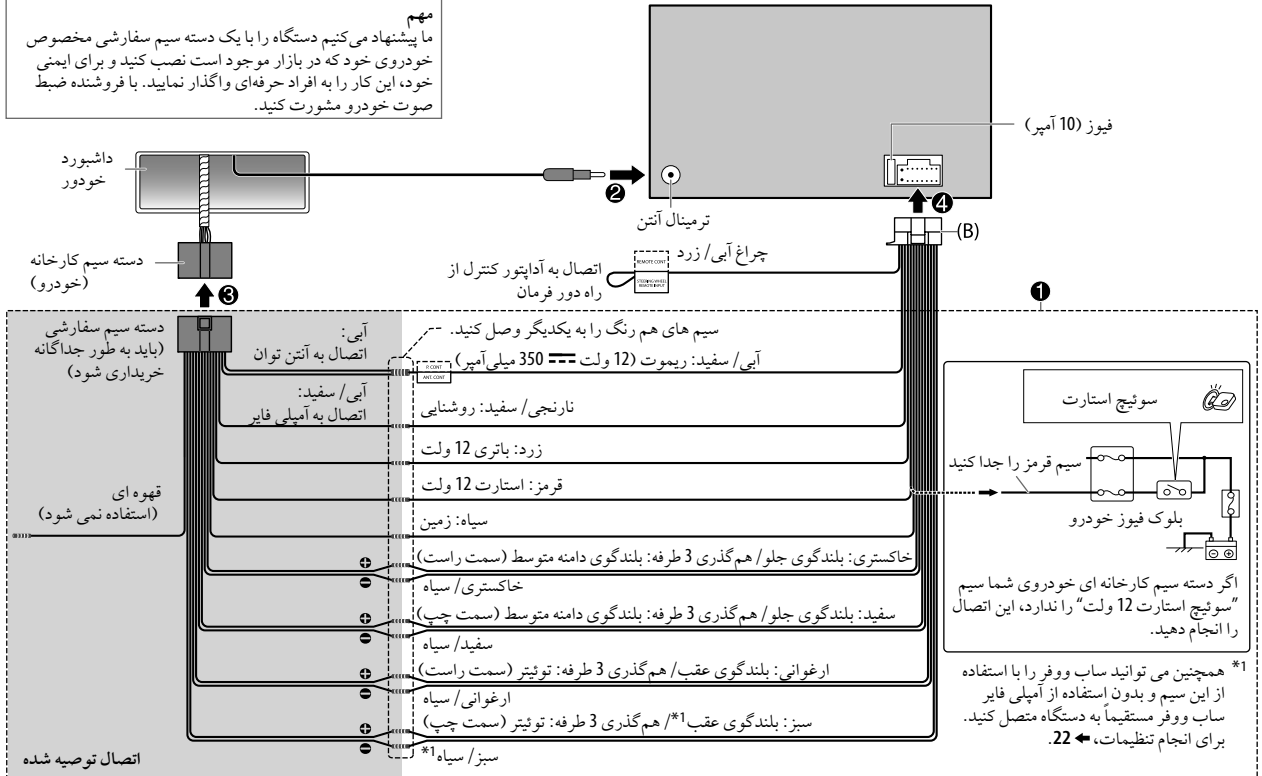 مهم
ما پیشنهاد می‌کنیم دستگاه را با یک دسته سیم سفارشی مخصوص
خودروی خود که در بازار موجود است نصب کنید و برای ایمنی
خود، این کار را به افراد حرفه‌ای واگذار نمایید. با فروشنده ضبط
صوت خودرو مشورت کنید.
فیوز (10 آمپر)
داشبورد
خودور
2
ترمینال آنتن
4
(B)
دسته سیم کارخانه
(خودرو)
3
چراغ آبی/ زرد
REMOTE CONT
STEERING WHEEL
REMOTE INPUT
اتصال به آداپتور کنترل از
راه دور فرمان
1
دسته سیم سفارشی
(باید به طور جداگانه
خریداری شود)
آبی:
اتصال به آنتن توان
سیم های هم رنگ را به یکدیگر وصل کنید.
آبی/ سفید: ریموت (12 ولت 350 میلی‌آمپر)
R CONT
ANT CONT
آبی/ سفید:
اتصال به آمپلی فایر
نارنجی/ سفید: روشنایی
زرد: باتری 12 ولت
قرمز: استارت 12 ولت
قهوه ای
(استفاده نمی شود)
سیاه: زمین
خاکستری: بلندگوی جلو/ هم‌گذری 3 طرفه: بلندگوی دامنه متوسط (سمت راست)
خاکستری/ سیاه
سفید: بلندگوی جلو/ هم‌گذری 3 طرفه: بلندگوی دامنه متوسط (سمت چپ)
سفید/ سیاه
ارغوانی: بلندگوی عقب/ هم‌گذری 3 طرفه: توئیتر (سمت راست)
ارغوانی/ سیاه
سبز: بلندگوی عقب*1/ هم‌گذری 3 طرفه: توئیتر (سمت چپ)
سبز/ سیاه*1
اتصال توصیه شده
سوئیچ استارت
سیم قرمز را جدا کنید
بلوک فیوز خودرو
اگر دسته سیم کارخانه ای خودروی شما سیم
"سوئیچ استارت 12 ولت" را ندارد، این اتصال
را انجام دهید.
*1 همچنین می توانید ساب ووفر را با استفاده
از این سیم و بدون استفاده از آمپلی فایر
ساب ووفر مستقیماً به دستگاه متصل کنید.
برای انجام تنظیمات، ➜ 22.